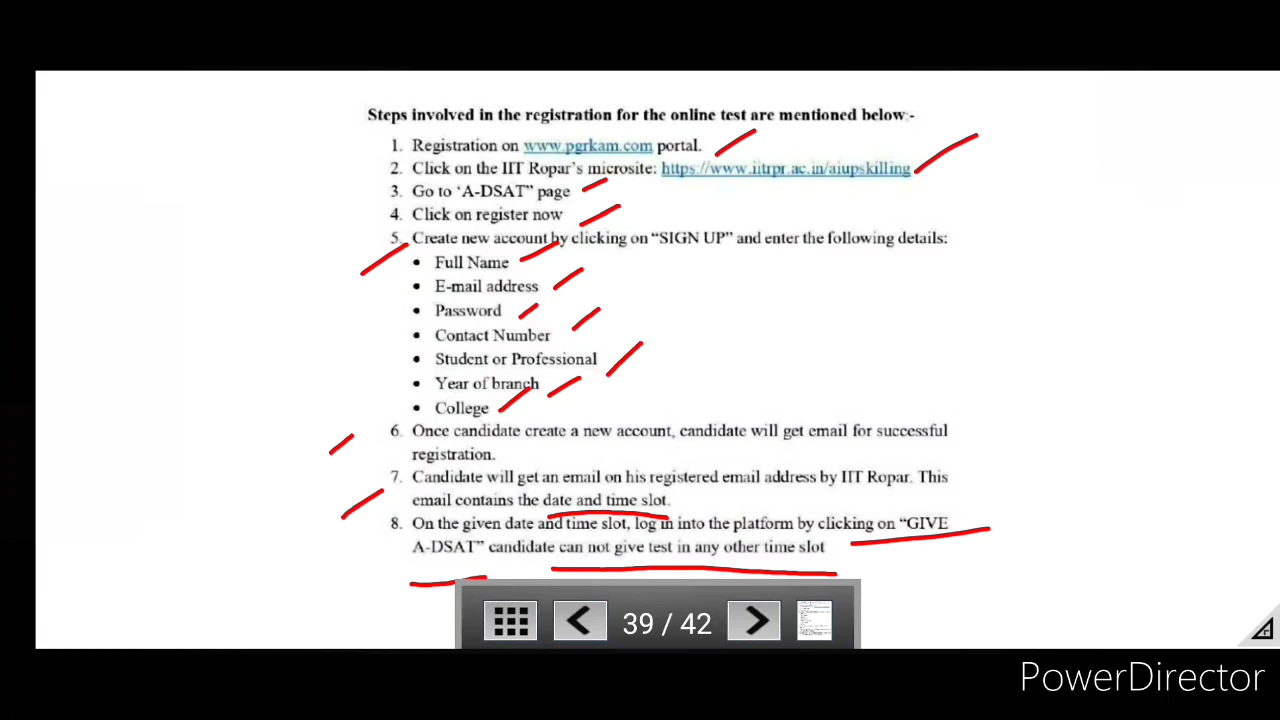 Steps involved in the registration for the online test are mentioned below:-
1. Registration on www.pgrkam.com portal.
2. Click on the IIT Ropar's microsite: https://www.iitrpr.ac.in/aiupskilling
3. Go to 'A-DSAT" page
4. Click on register now
5. Create new account by clicking on "SIGN UP" and enter the following details:
• Full Name
• E-mail address
• Password
• Contact Number
• Student or Professional
• Year of branch
• College
6. Once candidate create a new account, candidate will get email for successful
registration.
7. Candidate will get an email on his registered email address by IIT Ropar. This
email contains the date and time slot.
8. On the given date and time slot, log in into the platform by clicking on "GIVE
A-DSAT" candidate can not give test in any other time slot
39 / 42
PowerDirector